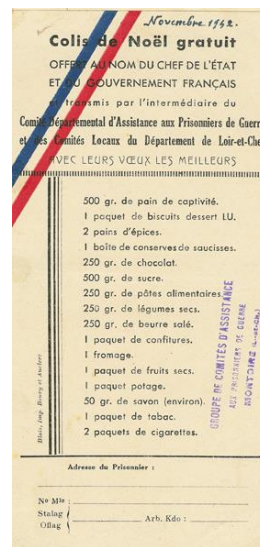 Novembre 1942.
Colis de Noël gratuit
OFFERT AU NOM DU CHEF DE L'ÉTAT
ET DU GOUVERNEMENT FRANÇAIS
et transmis par l'intermédiaire du
Comité Départemental d'Assistance aux Prisonniers de Guerre
et des Comités Locaux du Département de Loir-et-Cher
AVEC LEURS VŒUX LES MEILLEURS
500 gr. de pain de captivité.
1 paquet de biscuits dessert LU.
2 pains d'épices.
1 boîte de conserves de saucisses.
250 gr. de chocolat.
500 gr. de sucre.
250 gr. de pâtes alimentaires.
250 gr. de légumes secs.
250 gr. de beurre salé.
1 paquet de confitures.
1 fromage.
1 paquet de fruits secs.
1 paquet potage.
50 gr. de savon (environ).
1 paquet de tabac.
2 paquets de cigarettes.
GROUPE DE COMITÉS D'ASSISTANCE
AUX PRISONNIERS DE GUERRE
MONTOIRE
Blois, imp. Bourg et
Adresse du Prisonnier :
No Mle :
Stalag
Oflag
Arb. Kdo :